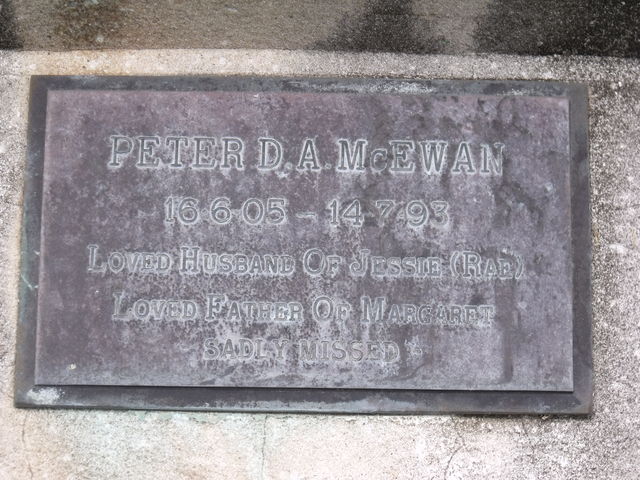 PETER D.A. McEWAN
16·6·05 - 14·7·93
LOVED HUSBAND OF JESSIE (RAE)
LOVED FATHER OF MARGARET
SADLY MISSED